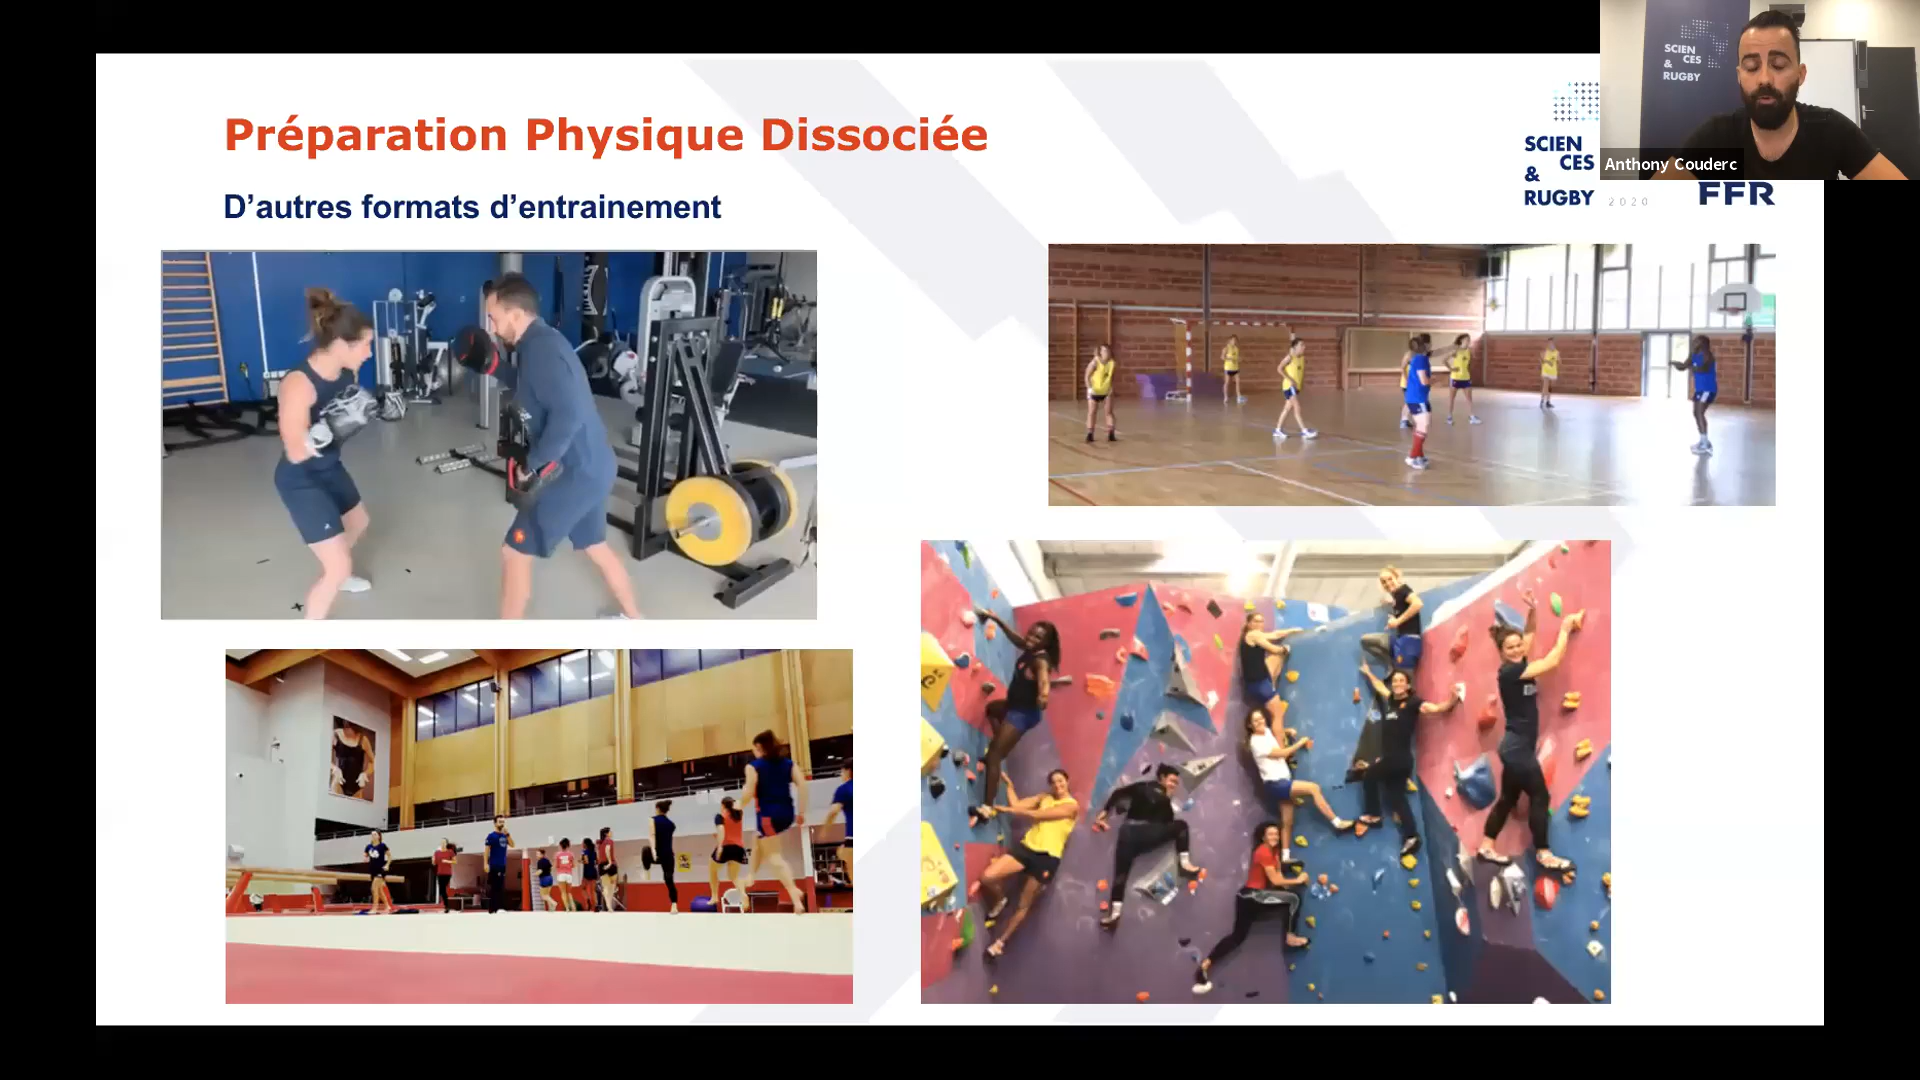 Préparation Physique Dissociée
D’autres formats d’entrainement
SCIEN
CES
&
RUGBY
2020
FFR
SCIEN
CES
&
RUGBY
Anthony Couderc